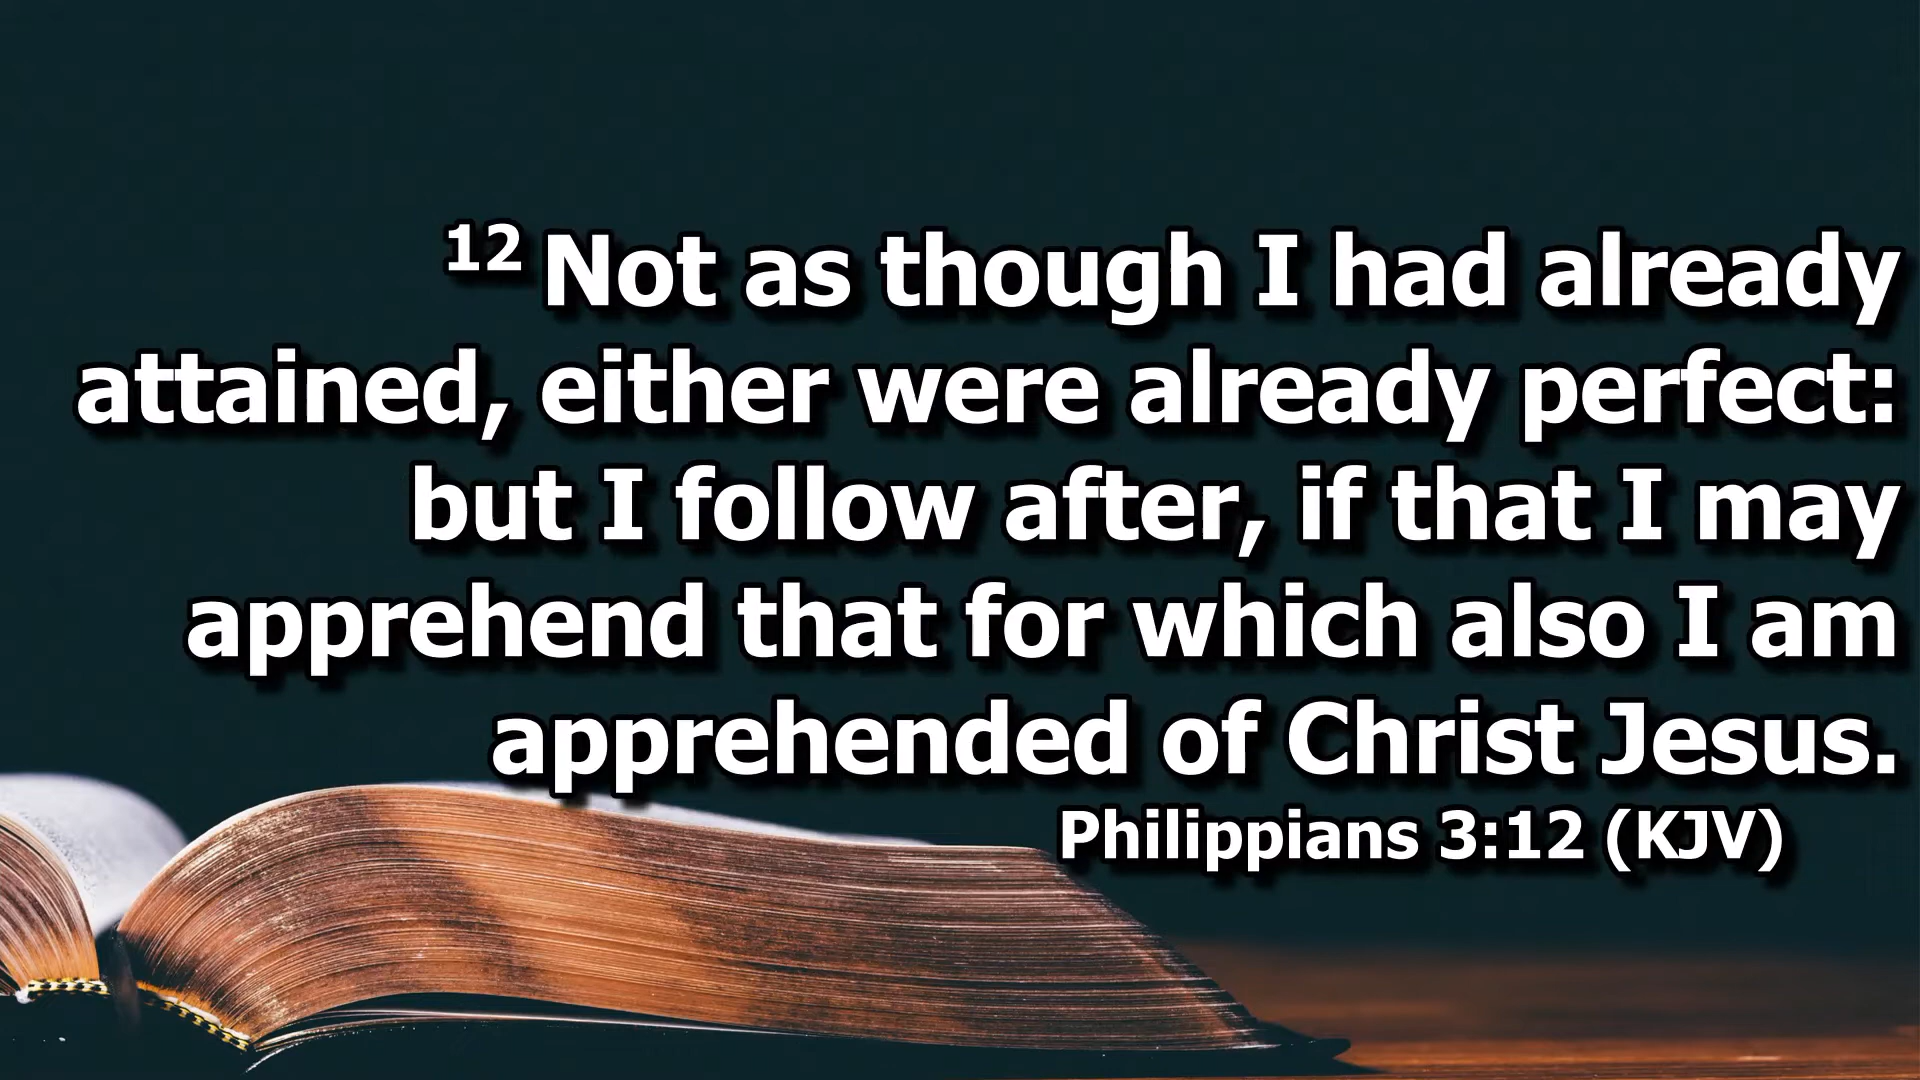 12 Not as though I had already
attained, either were already perfect:
but I follow after, if that I may
apprehend that for which also I am
apprehended of Christ Jesus.
Philippians 3:12 (KJV)